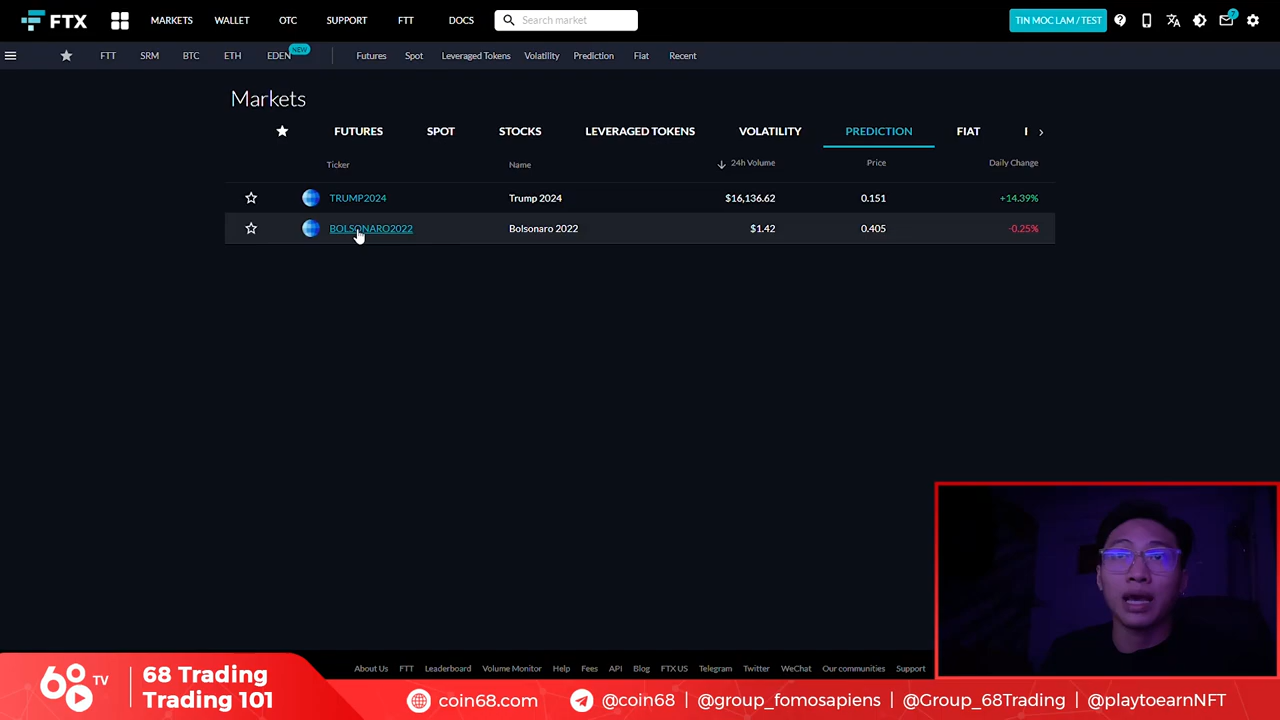 FTX MARKETS WALLET OTC SUPPORT FTT DOCS Search market TIN MOC LAM / TEST
FTT SRM BTC ETH EDEN NEW Futures Spot Leveraged Tokens Volatility Prediction Fiat Recent
Markets
FUTURES SPOT STOCKS LEVERAGED TOKENS VOLATILITY PREDICTION FIAT
Ticker Name 24h Volume Price Daily Change
TRUMP2024 Trump 2024 $16,136.62 0.151 +14.39%
BOLSONARO2022 Bolsonaro 2022 $1.42 0.405 -0.25%
About Us FTT Leaderboard Volume Monitor Help Fees API Blog FTX US Telegram Twitter WeChat Our communities Support
68 TV
68 Trading
Trading 101
coin68.com @coin68 | @group_fomosapiens | @Group_68Trading | @playtoearnNFT